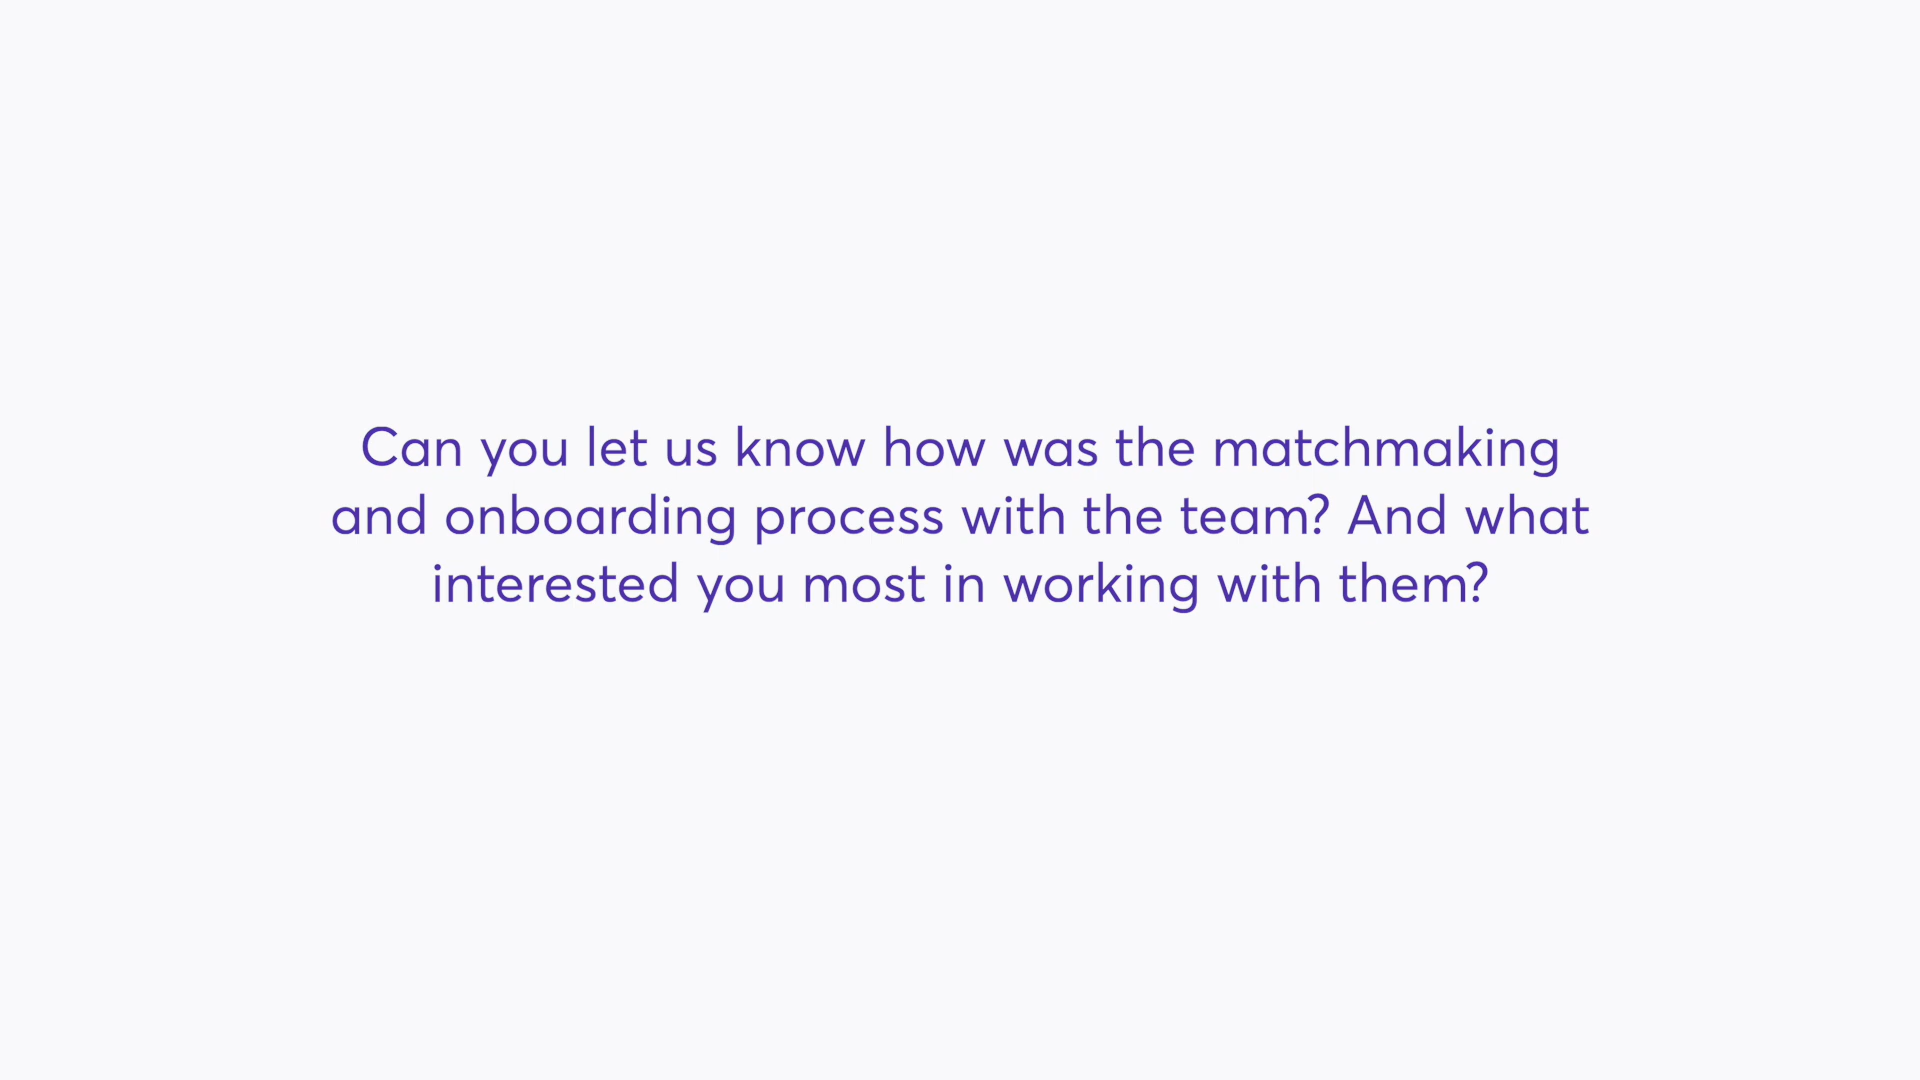 Can you let us know how was the matchmaking
and onboarding process with the team? And what
interested you most in working with them?